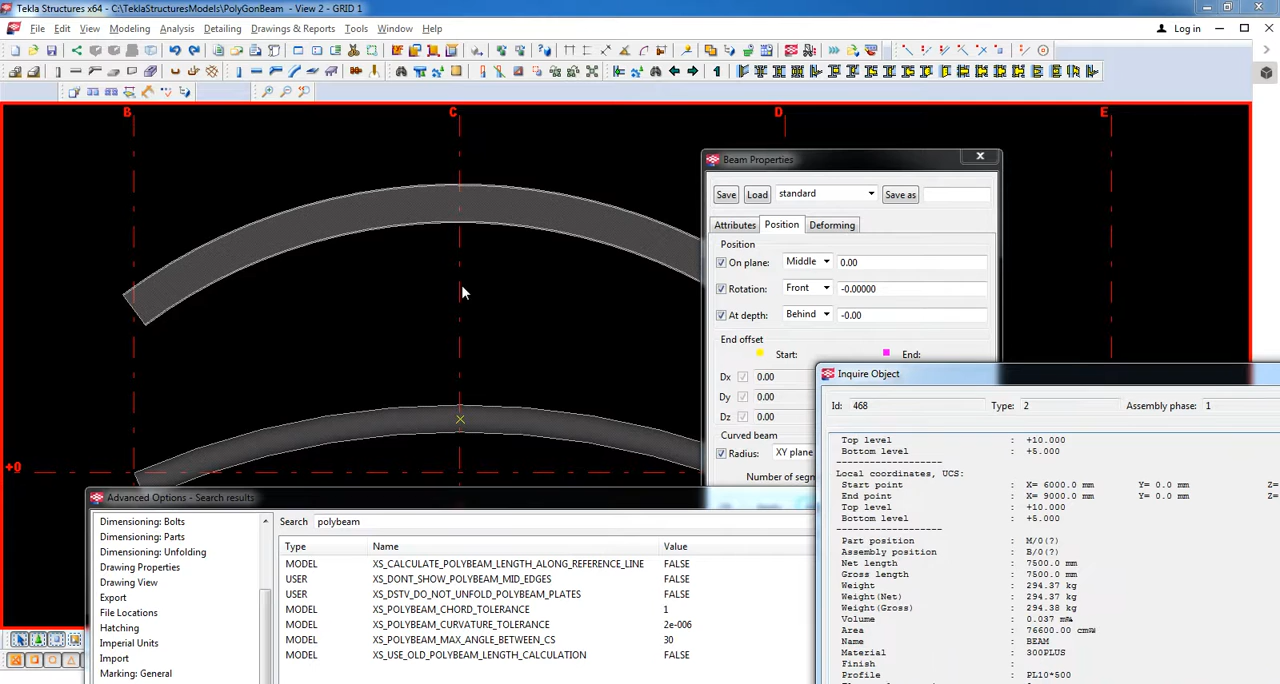 Tekla Structures x64 - C:\TeklaStructuresModels\PolyGonBeam - View 2 - GRID 1
File Edit View Modeling Analysis Detailing Drawings & Reports Tools Window Help Log in
B C D E
Beam Properties
Save Load standard Save as
Attributes Position Deforming
Position
On plane: Middle 0.00
Rotation: Front -0.00000
At depth: Behind -0.00
End offset
Start: End:
Dx 0.00
Dy 0.00
Dz 0.00
Curved beam
Radius: XY plane
Number of segm
+0
Inquire Object
Id: 468 Type: 2 Assembly phase: 1
Top level : +10.000
Bottom level : +5.000
-------------------
Local coordinates, UCS:
Start point : X= 6000.0 mm Y= 0.0 mm Z=
End point : X= 9000.0 mm Y= 0.0 mm Z=
Top level : +10.000
Bottom level : +5.000
-------------------
Part position : M/0(?)
Assembly position : B/0(?)
Net length : 7500.0 mm
Gross length : 7500.0 mm
Weight : 294.37 kg
Weight(Net) : 294.37 kg
Weight(Gross) : 294.38 kg
Volume : 0.037
Area : 76600.00
Name : BEAM
Material : 300PLUS
Finish :
Profile : PL10*500
Advanced Options - Search results
Dimensioning: Bolts
Dimensioning: Parts
Dimensioning: Unfolding
Drawing Properties
Drawing View
Export
File Locations
Hatching
Imperial Units
Import
Marking: General
Search polybeam
Type Name Value
MODEL XS_CALCULATE_POLYBEAM_LENGTH_ALONG_REFERENCE_LINE FALSE
USER XS_DONT_SHOW_POLYBEAM_MID_EDGES FALSE
USER XS_DSTV_DO_NOT_UNFOLD_POLYBEAM_PLATES FALSE
MODEL XS_POLYBEAM_CHORD_TOLERANCE 1
MODEL XS_POLYBEAM_CURVATURE_TOLERANCE 2e-006
MODEL XS_POLYBEAM_MAX_ANGLE_BETWEEN_CS 30
MODEL XS_USE_OLD_POLYBEAM_LENGTH_CALCULATION FALSE